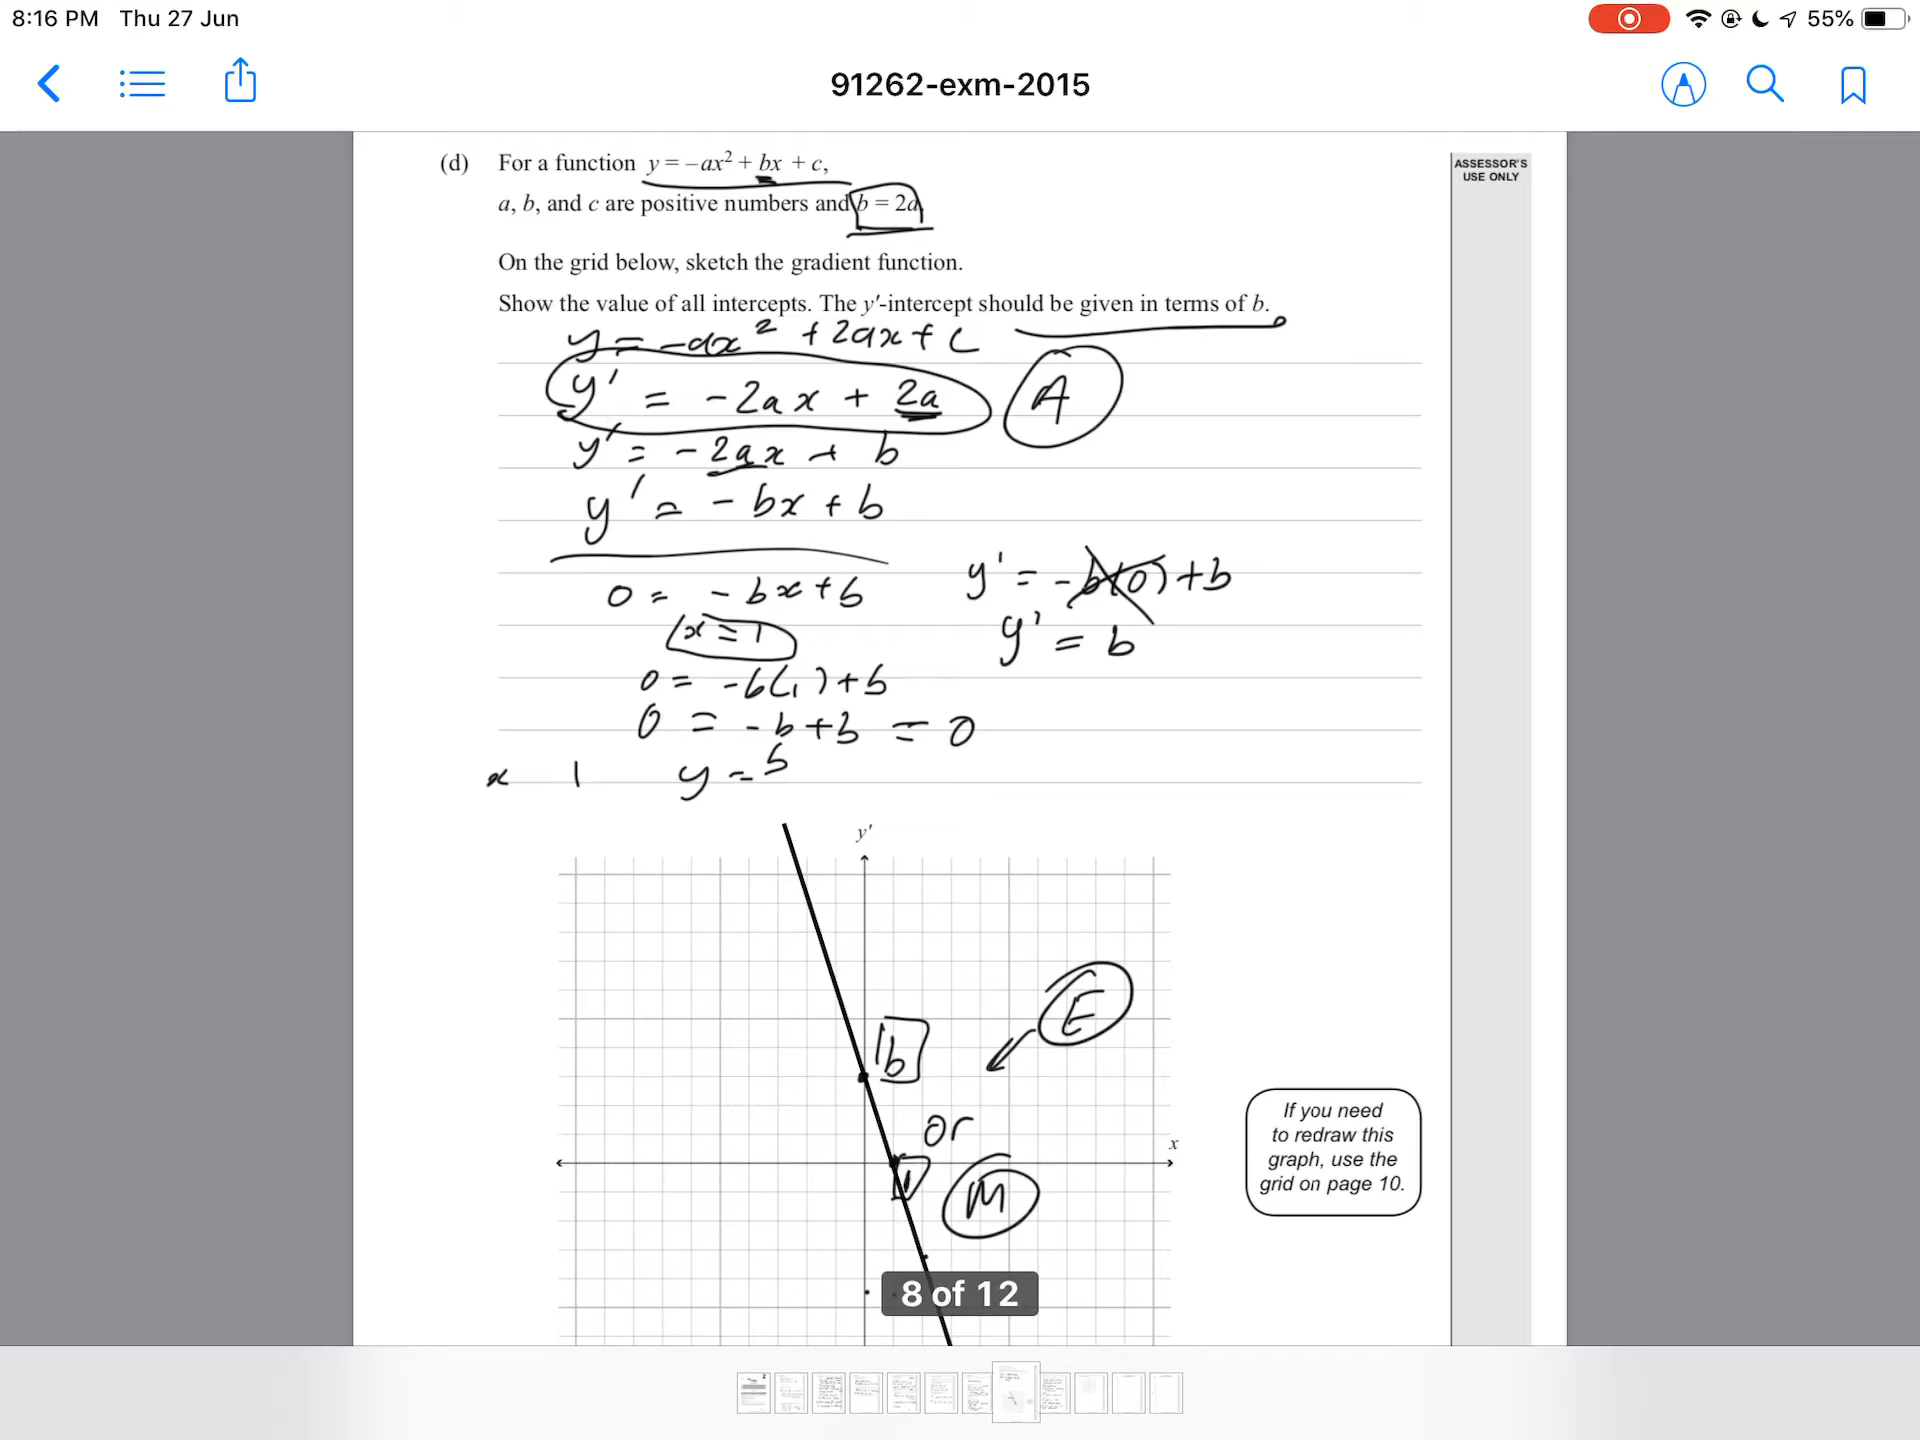 8:16 PM Thu 27 Jun
55%
91262-exm-2015
(d) For a function y = –ax² + bx + c,
a, b, and c are positive numbers and b = 2a.
On the grid below, sketch the gradient function.
Show the value of all intercepts. The y′-intercept should be given in terms of b.
ASSESSOR'S
USE ONLY
y = -ax² + 2ax + c
y' = -2ax + 2a
A
y' = -2ax + b
y' = -bx + b
0 = -bx + b
x = 1
0 = -b(1) + b
0 = -b + b = 0
y' = -b(0) + b
y' = b
x 1 y = b
y′
b
E
or
x
1
M
If you need
to redraw this
graph, use the
grid on page 10.
8 of 12